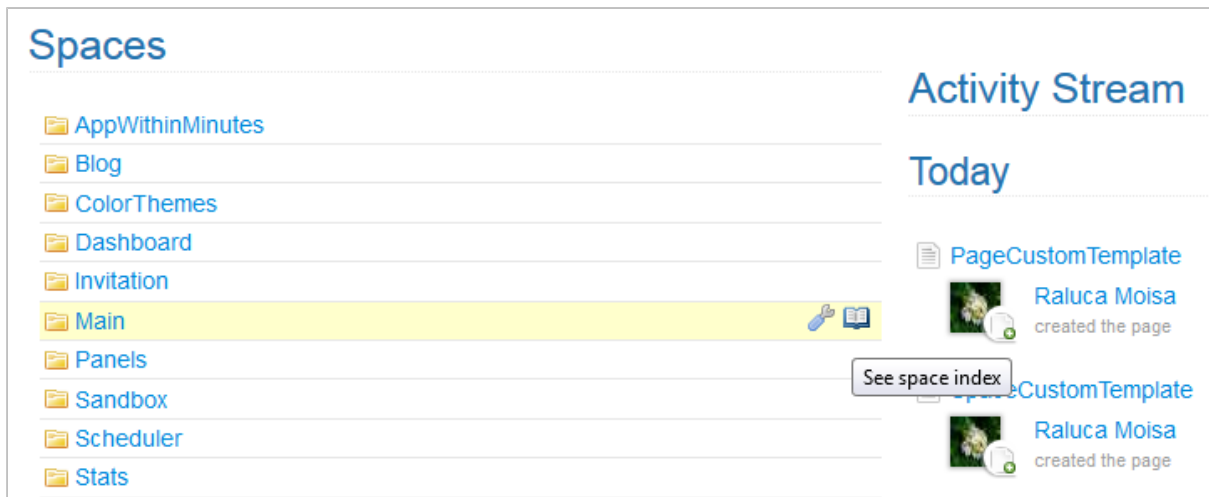 Spaces
AppWithinMinutes
Blog
ColorThemes
Dashboard
Invitation
Main
Panels
Sandbox
Scheduler
Stats
See space index
Activity Stream
Today
PageCustomTemplate
Raluca Moisa
created the page
SpaceCustomTemplate
Raluca Moisa
created the page